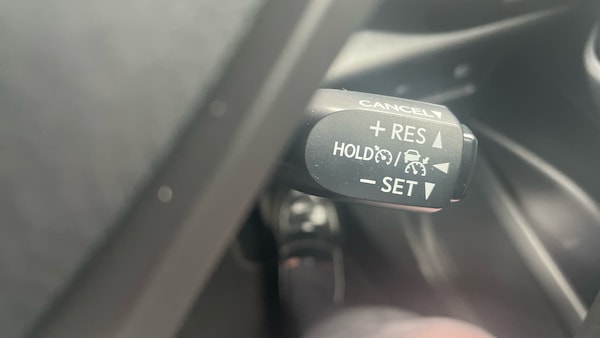 CANCEL
+ RES
HOLD /
− SET